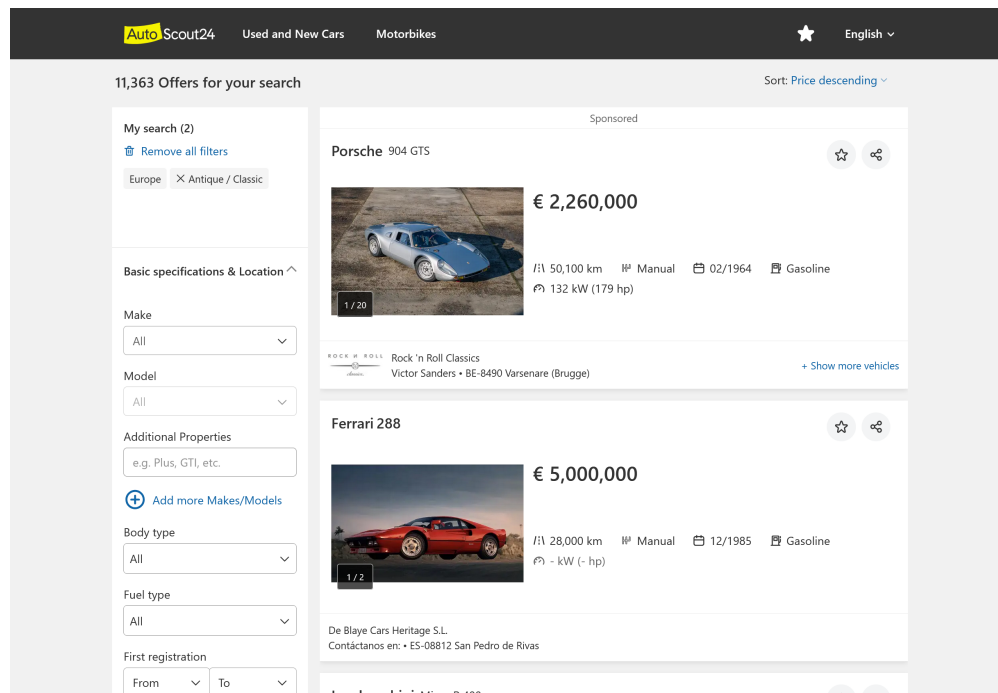 AutoScout24 Used and New Cars Motorbikes English
11,363 Offers for your search
Sort: Price descending
My search (2)
Remove all filters
Europe Antique / Classic
Basic specifications & Location
Make
All
Model
All
Additional Properties
e.g. Plus, GTI, etc.
Add more Makes/Models
Body type
All
Fuel type
All
First registration
From To
Sponsored
Porsche 904 GTS
€ 2,260,000
50,100 km Manual 02/1964 Gasoline
132 kW (179 hp)
1 / 20
ROCK N ROLL
classics
Rock 'n Roll Classics
Victor Sanders • BE-8490 Varsenare (Brugge)
+ Show more vehicles
Ferrari 288
€ 5,000,000
28,000 km Manual 12/1985 Gasoline
- kW (- hp)
1 / 2
De Blaye Cars Heritage S.L.
Contáctanos en: • ES-08812 San Pedro de Rivas